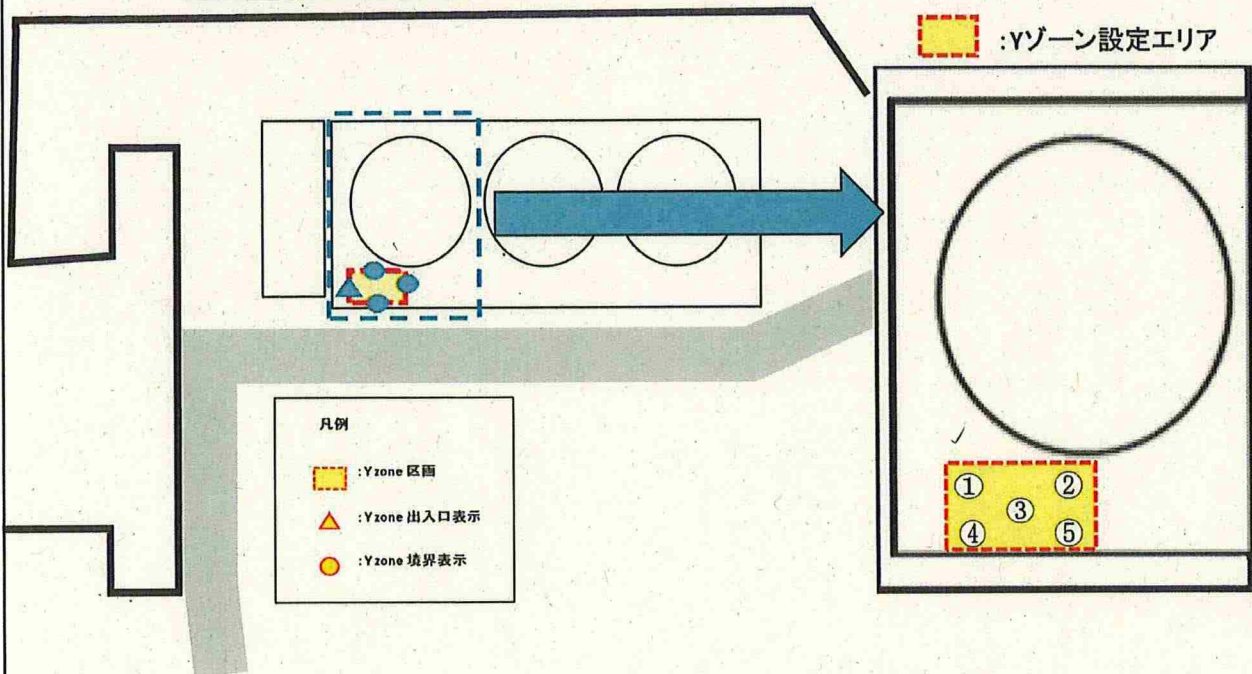 :Yゾーン設定エリア
凡例
:Yzone 区画
:Yzone 出入口表示
:Yzone 境界表示
① ②
③
④ ⑤